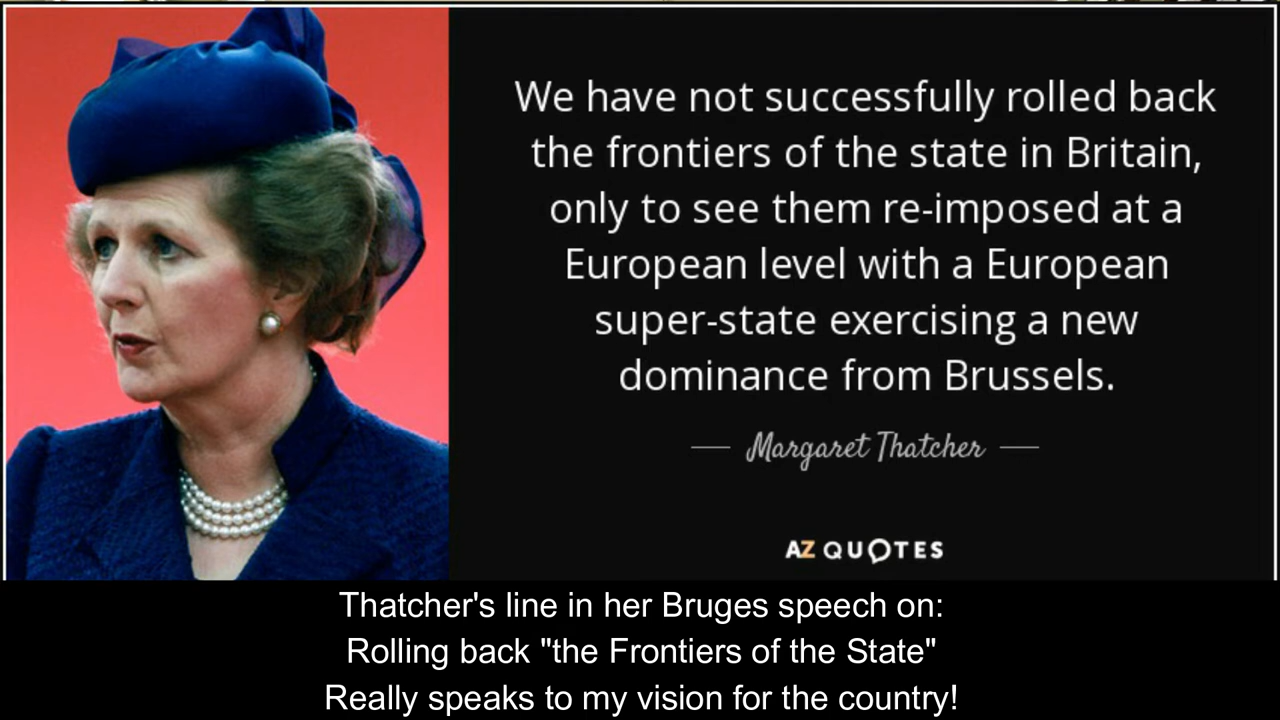 We have not successfully rolled back
the frontiers of the state in Britain,
only to see them re-imposed at a
European level with a European
super-state exercising a new
dominance from Brussels.
Margaret Thatcher
AZ QUOTES
Thatcher's line in her Bruges speech on:
Rolling back "the Frontiers of the State"
Really speaks to my vision for the country!